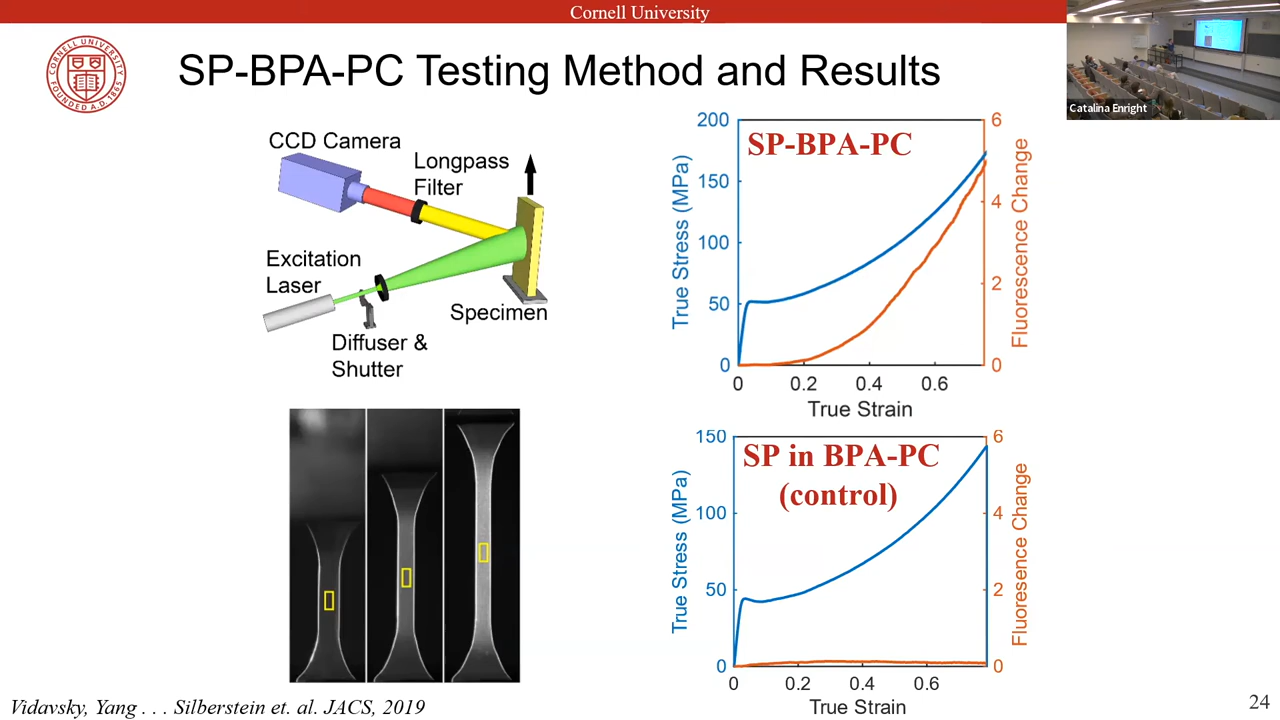 Cornell University
CORNELL UNIVERSITY
FOUNDED A.D. 1865
SP-BPA-PC Testing Method and Results
Catalina Enright
CCD Camera
Longpass
Filter
Excitation
Laser
Specimen
Diffuser &
Shutter
SP-BPA-PC
200
150
100
50
0
True Stress (MPa)
6
4
2
0
Fluorescence Change
0 0.2 0.4 0.6
True Strain
SP in BPA-PC
(control)
150
100
50
0
True Stress (MPa)
6
4
2
0
Fluoresence Change
0 0.2 0.4 0.6
True Strain
Vidavsky, Yang . . . Silberstein et. al. JACS, 2019
24